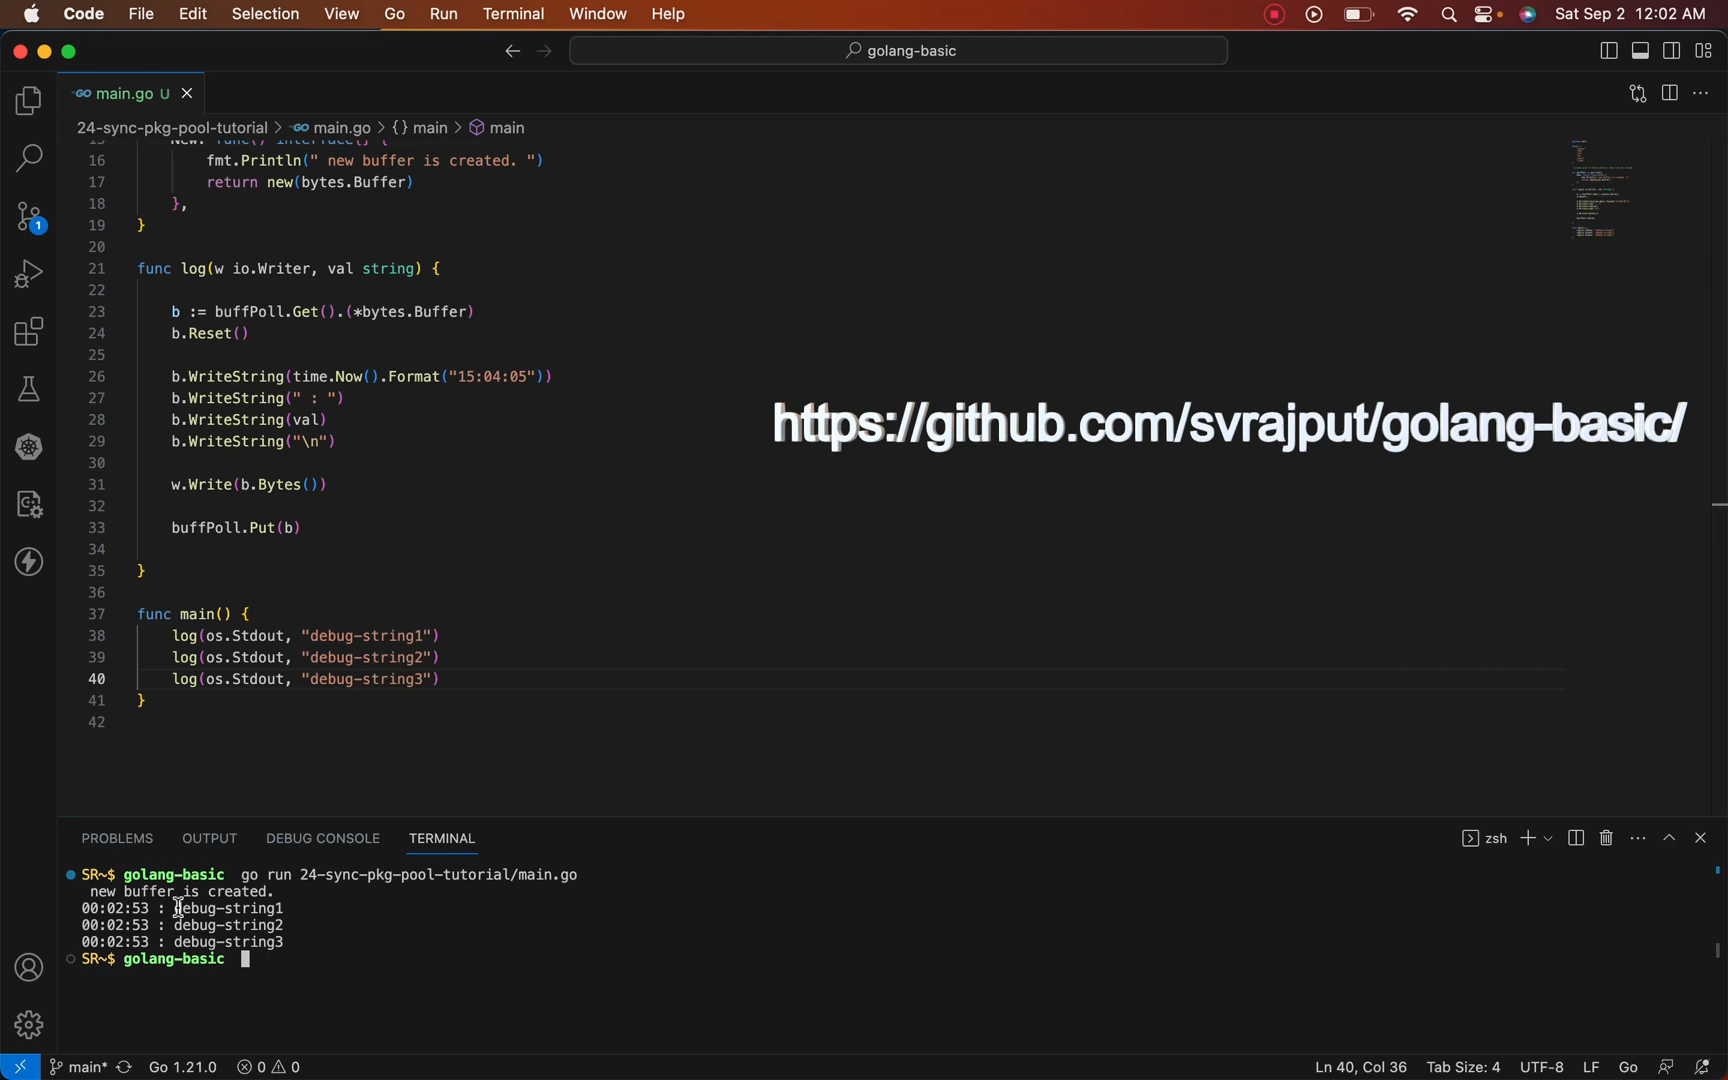 Code File Edit Selection View Go Run Terminal Window Help Sat Sep 2 12:02 AM
golang-basic
main.go U
24-sync-pkg-pool-tutorial > main.go > {} main > main
15 New: func() interface{} {
16 fmt.Println(" new buffer is created. ")
17 return new(bytes.Buffer)
18 },
19 }
20
21 func log(w io.Writer, val string) {
22
23 b := buffPoll.Get().(*bytes.Buffer)
24 b.Reset()
25
26 b.WriteString(time.Now().Format("15:04:05"))
27 b.WriteString(" : ")
28 b.WriteString(val)
29 b.WriteString("\n")
30
31 w.Write(b.Bytes())
32
33 buffPoll.Put(b)
34
35 }
36
37 func main() {
38 log(os.Stdout, "debug-string1")
39 log(os.Stdout, "debug-string2")
40 log(os.Stdout, "debug-string3")
41 }
42
https://github.com/svrajput/golang-basic/
1
PROBLEMS OUTPUT DEBUG CONSOLE TERMINAL zsh
SR~$ golang-basic go run 24-sync-pkg-pool-tutorial/main.go
new buffer is created.
00:02:53 : debug-string1
00:02:53 : debug-string2
00:02:53 : debug-string3
SR~$ golang-basic
main* Go 1.21.0 0 0 Ln 40, Col 36 Tab Size: 4 UTF-8 LF Go